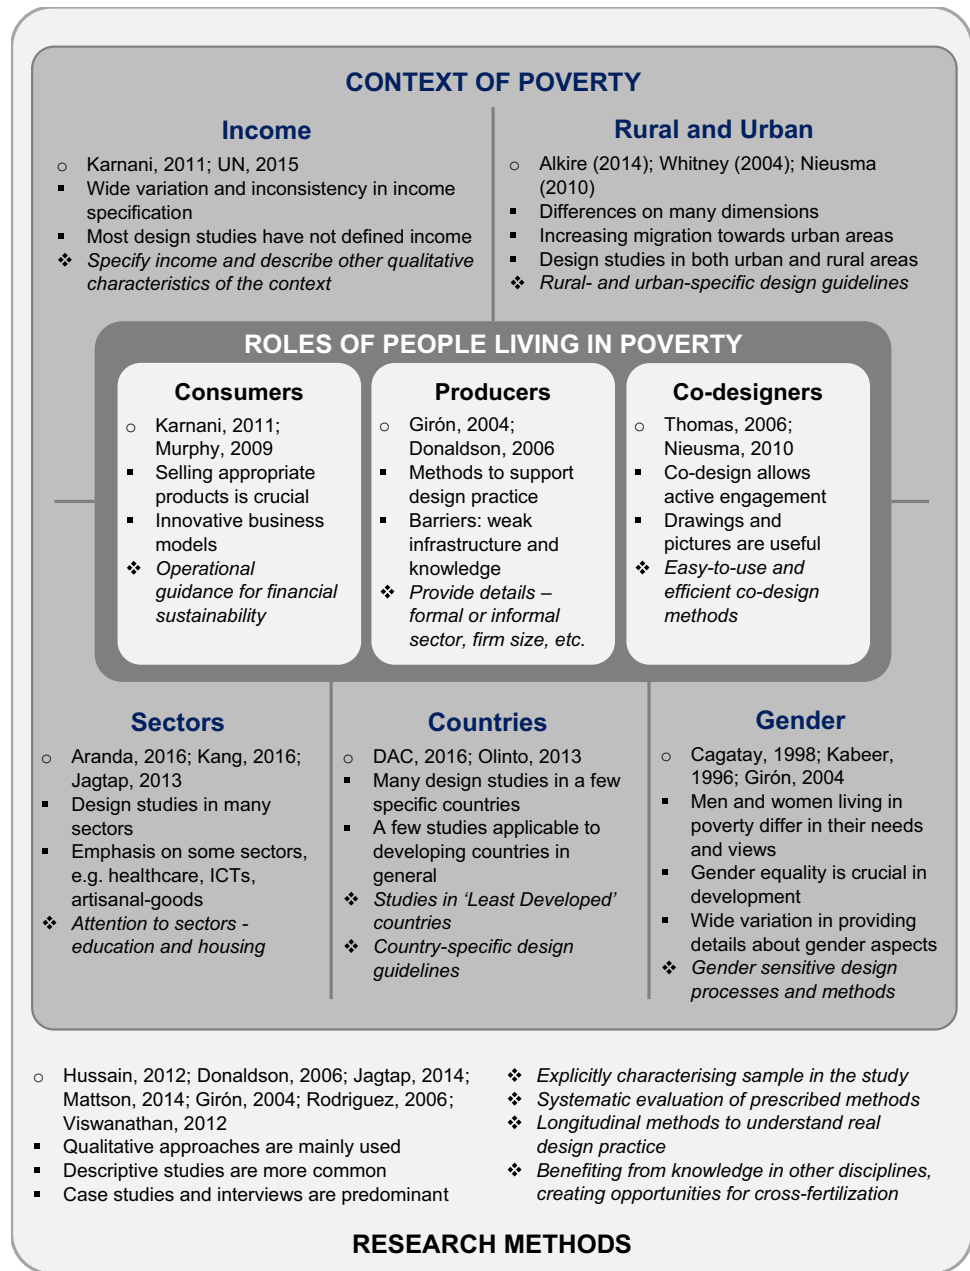 CONTEXT OF POVERTY
Income
○ Karnani, 2011; UN, 2015
▪ Wide variation and inconsistency in income
specification
▪ Most design studies have not defined income
❖ Specify income and describe other qualitative
characteristics of the context
Rural and Urban
○ Alkire (2014); Whitney (2004); Nieusma
(2010)
▪ Differences on many dimensions
▪ Increasing migration towards urban areas
▪ Design studies in both urban and rural areas
❖ Rural- and urban-specific design guidelines
ROLES OF PEOPLE LIVING IN POVERTY
Consumers
○ Karnani, 2011;
Murphy, 2009
▪ Selling appropriate
products is crucial
▪ Innovative business
models
❖ Operational
guidance for financial
sustainability
Producers
○ Girón, 2004;
Donaldson, 2006
▪ Methods to support
design practice
▪ Barriers: weak
infrastructure and
knowledge
❖ Provide details –
formal or informal
sector, firm size, etc.
Co-designers
○ Thomas, 2006;
Nieusma, 2010
▪ Co-design allows
active engagement
▪ Drawings and
pictures are useful
❖ Easy-to-use and
efficient co-design
methods
Sectors
○ Aranda, 2016; Kang, 2016;
Jagtap, 2013
▪ Design studies in many
sectors
▪ Emphasis on some sectors,
e.g. healthcare, ICTs,
artisanal-goods
❖ Attention to sectors -
education and housing
Countries
○ DAC, 2016; Olinto, 2013
▪ Many design studies in a few
specific countries
▪ A few studies applicable to
developing countries in
general
❖ Studies in ‘Least Developed’
countries
❖ Country-specific design
guidelines
Gender
○ Cagatay, 1998; Kabeer,
1996; Girón, 2004
▪ Men and women living in
poverty differ in their needs
and views
▪ Gender equality is crucial in
development
▪ Wide variation in providing
details about gender aspects
❖ Gender sensitive design
processes and methods
○ Hussain, 2012; Donaldson, 2006; Jagtap, 2014;
Mattson, 2014; Girón, 2004; Rodriguez, 2006;
Viswanathan, 2012
▪ Qualitative approaches are mainly used
▪ Descriptive studies are more common
▪ Case studies and interviews are predominant
❖ Explicitly characterising sample in the study
❖ Systematic evaluation of prescribed methods
❖ Longitudinal methods to understand real
design practice
❖ Benefiting from knowledge in other disciplines,
creating opportunities for cross-fertilization
RESEARCH METHODS